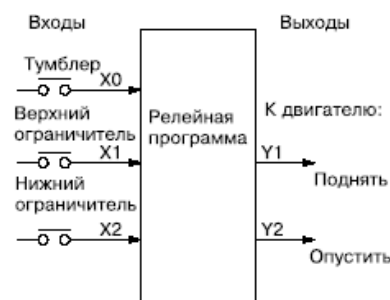 Входы
Выходы
Тумблер
X0
Верхний
ограничитель
X1
Нижний
ограничитель
X2
Релейная
программа
К двигателю:
Y1
Поднять
Y2
Опустить